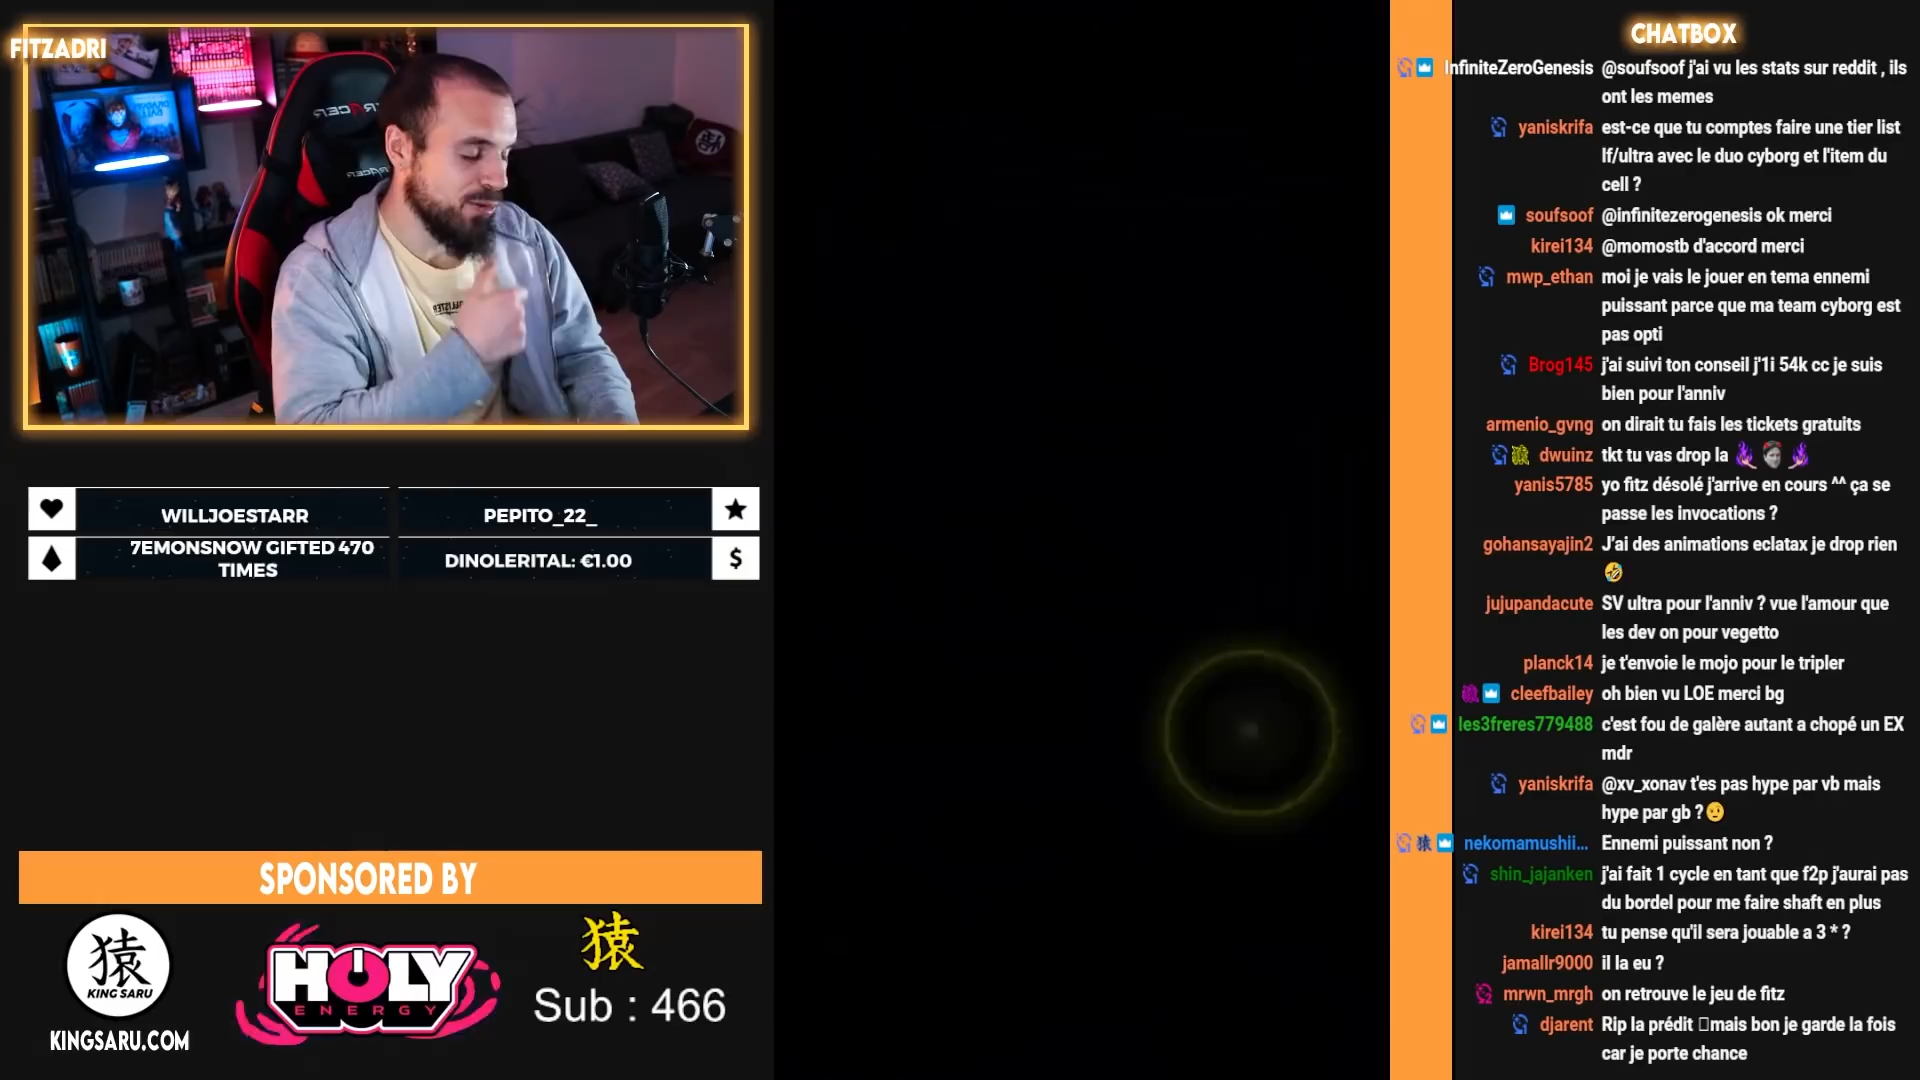 FITZADRI
WILLJOESTARR
PEPITO_22_
7EMONSNOW GIFTED 470
TIMES
DINOLERITAL: €1.00
$
SPONSORED BY
猿
KING SARU
KINGSARU.COM
HOLY
ENERGY
猿
Sub : 466
CHATBOX
InfiniteZeroGenesis @soufsoof j'ai vu les stats sur reddit , ils
ont les memes
yaniskrifa est-ce que tu comptes faire une tier list
lf/ultra avec le duo cyborg et l'item du
cell ?
soufsoof @infinitezerogenesis ok merci
kirei134 @momostb d'accord merci
mwp_ethan moi je vais le jouer en tema ennemi
puissant parce que ma team cyborg est
pas opti
Brog145 j'ai suivi ton conseil j'1i 54k cc je suis
bien pour l'anniv
armenio_gvng on dirait tu fais les tickets gratuits
dwuinz tkt tu vas drop la
yanis5785 yo fitz désolé j'arrive en cours ^^ ça se
passe les invocations ?
gohansayajin2 J'ai des animations eclatax je drop rien
🤣
jujupandacute SV ultra pour l'anniv ? vue l'amour que
les dev on pour vegetto
planck14 je t'envoie le mojo pour le tripler
cleefbailey oh bien vu LOE merci bg
les3freres779488 c'est fou de galère autant a chopé un EX
mdr
yaniskrifa @xv_xonav t'es pas hype par vb mais
hype par gb ?🤨
猿 nekomamushii... Ennemi puissant non ?
shin_jajanken j'ai fait 1 cycle en tant que f2p j'aurai pas
du bordel pour me faire shaft en plus
kirei134 tu pense qu'il sera jouable a 3 * ?
jamallr9000 il la eu ?
mrwn_mrgh on retrouve le jeu de fitz
djarent Rip la prédit mais bon je garde la fois
car je porte chance